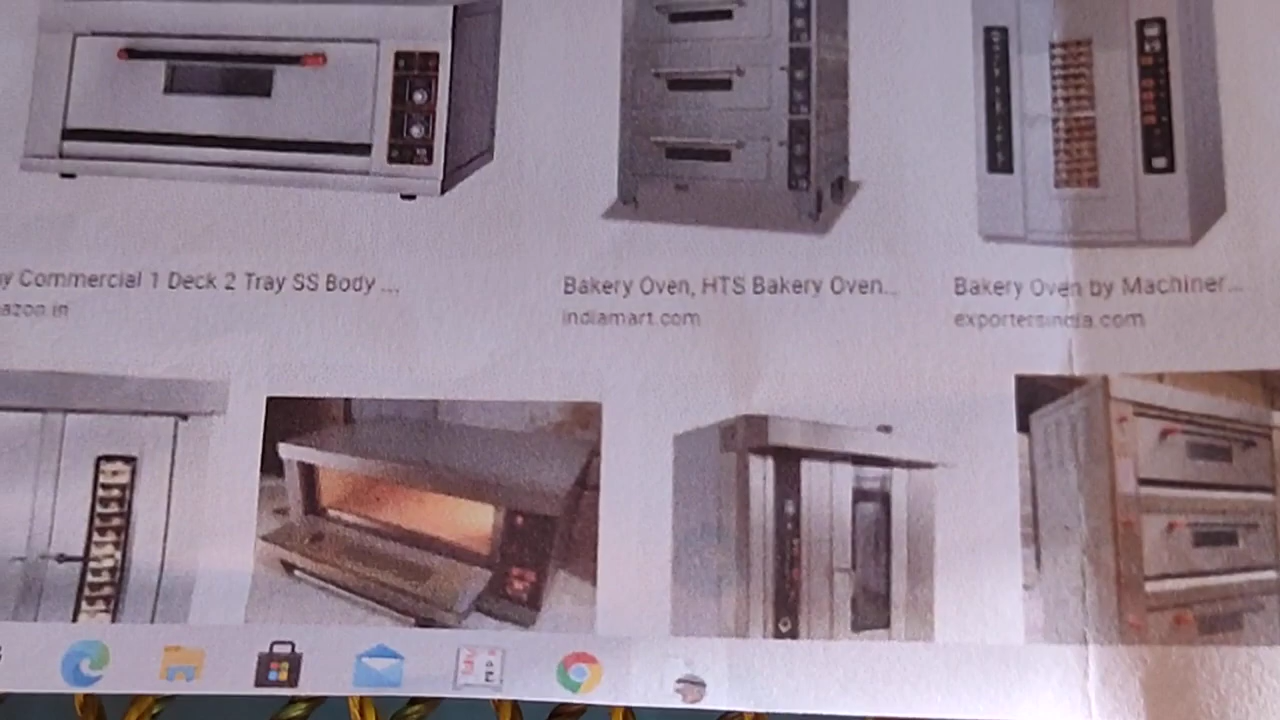 Commercial 1 Deck 2 Tray SS Body ...
Bakery Oven, HTS Bakery Oven...
Bakery Oven by Machiner...
azon.in
indiamart.com
exportersindia.com